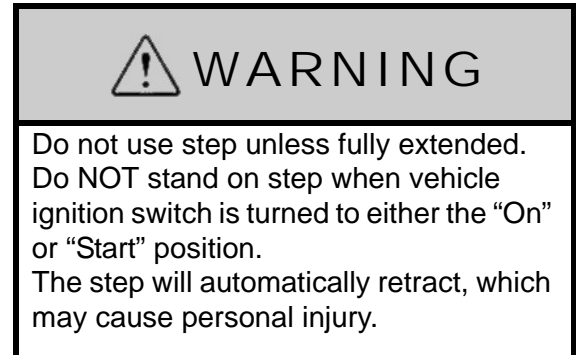 WARNING
Do not use step unless fully extended.
Do NOT stand on step when vehicle
ignition switch is turned to either the “On”
or “Start” position.
The step will automatically retract, which
may cause personal injury.